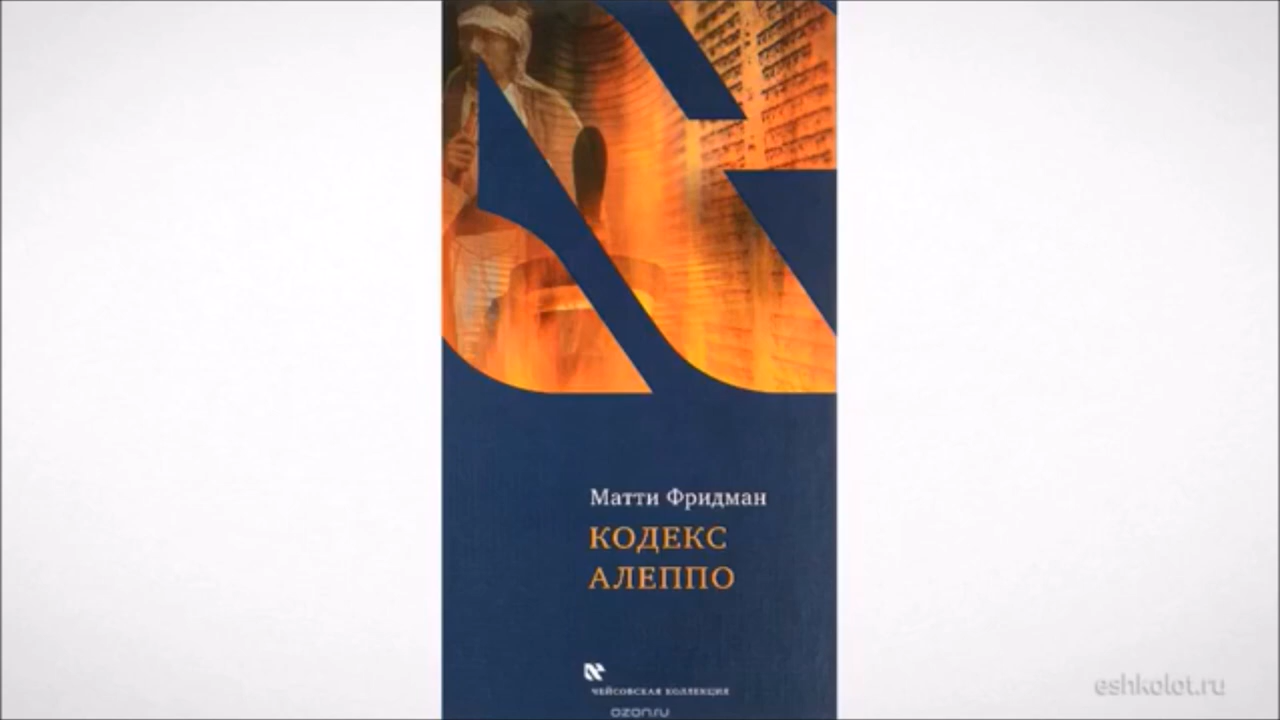 Матти Фридман
КОДЕКС
АЛЕППО
ЧЕЙСОВСКАЯ КОЛЛЕКЦИЯ
ozon.ru
eshkolot.ru